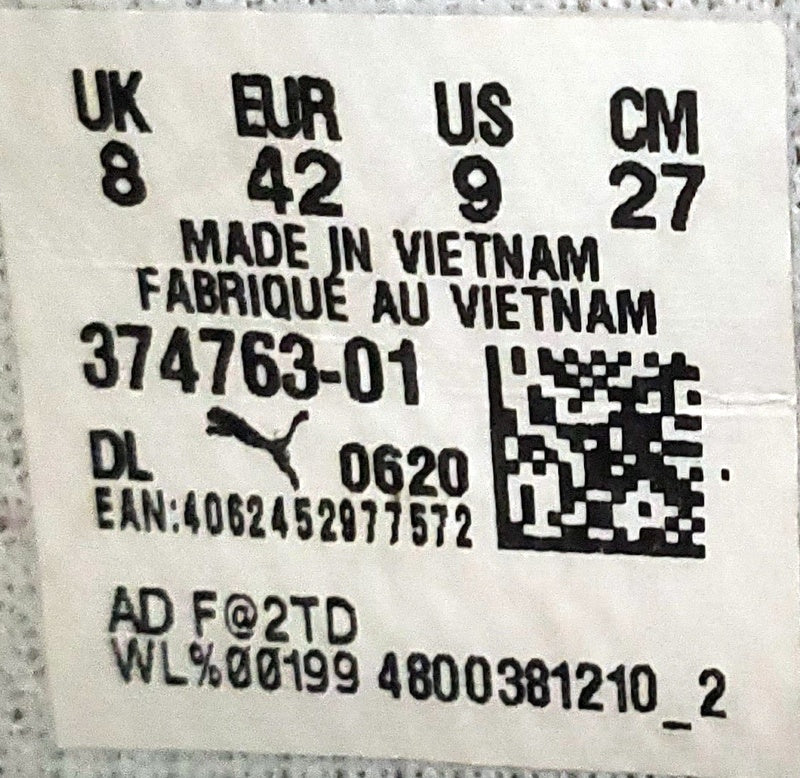 UK EUR US CM
8 42 9 27
MADE IN VIETNAM
FABRIQUÉ AU VIETNAM
374763-01
DL 0620
EAN:4062452977572
AD F@2TD
WL%00199 4800381210_2